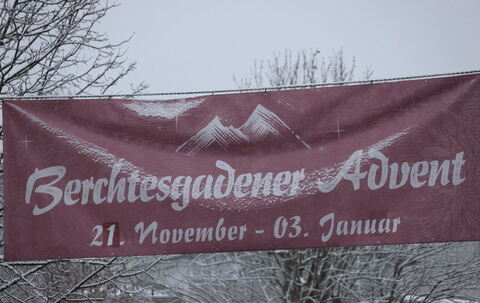 Berchtesgadener Advent
21. November - 03. Januar